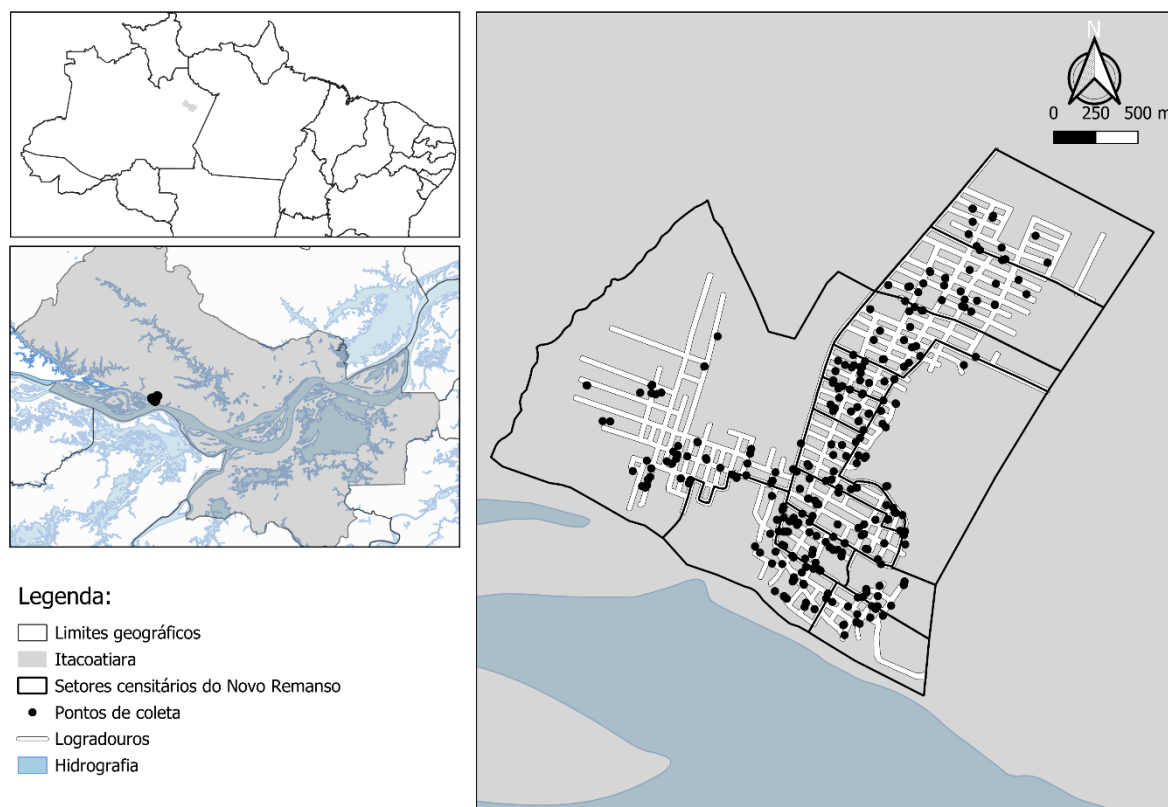 N
0 250 500 m
Legenda:
Limites geográficos
Itacoatiara
Setores censitários do Novo Remanso
Pontos de coleta
Logradouros
Hidrografia